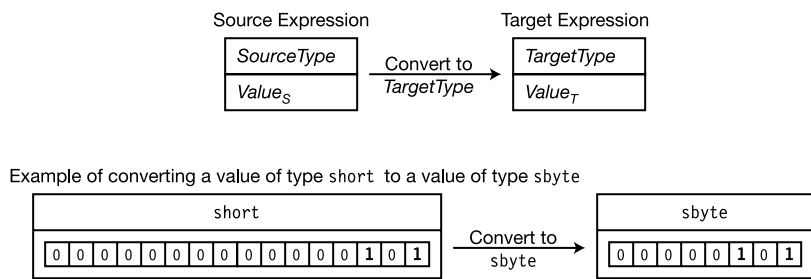 Source Expression
Target Expression
SourceType
Convert to
TargetType
TargetType
Value_S
Value_T
Example of converting a value of type short to a value of type sbyte
short
Convert to
sbyte
sbyte
0 0 0 0 0 0 0 0 0 0 0 0 0 1 0 1
0 0 0 0 0 1 0 1